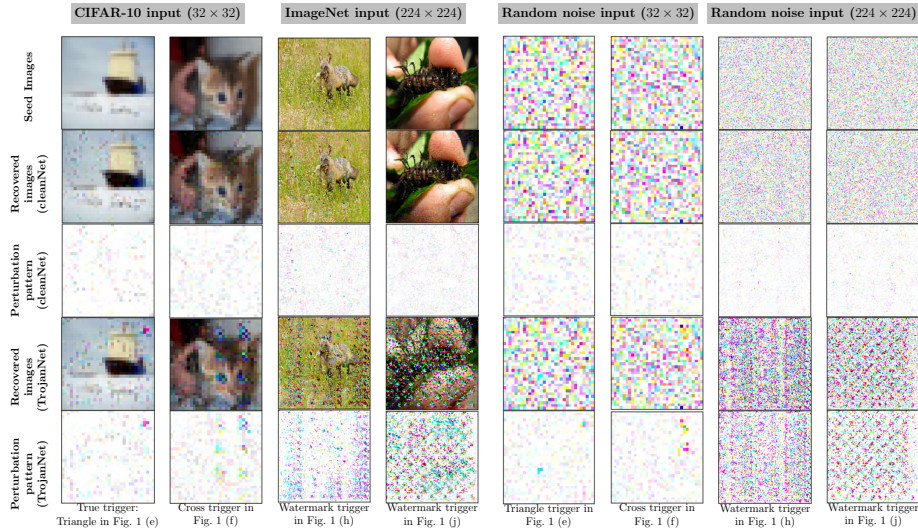 CIFAR-10 input (32 × 32)
ImageNet input (224 × 224)
Random noise input (32 × 32)
Random noise input (224 × 224)
Seed Images
Recovered
images
(cleanNet)
Perturbation
pattern
(cleanNet)
Recovered
images
(TrojanNet)
Perturbation
pattern
(TrojanNet)
True trigger:
Triangle in Fig. 1 (e)
Cross trigger in
Fig. 1 (f)
Watermark trigger
in Fig. 1 (h)
Watermark trigger
in Fig. 1 (j)
Triangle trigger in
Fig. 1 (e)
Cross trigger in
Fig. 1 (f)
Watermark trigger
in Fig. 1 (h)
Watermark trigger
in Fig. 1 (j)